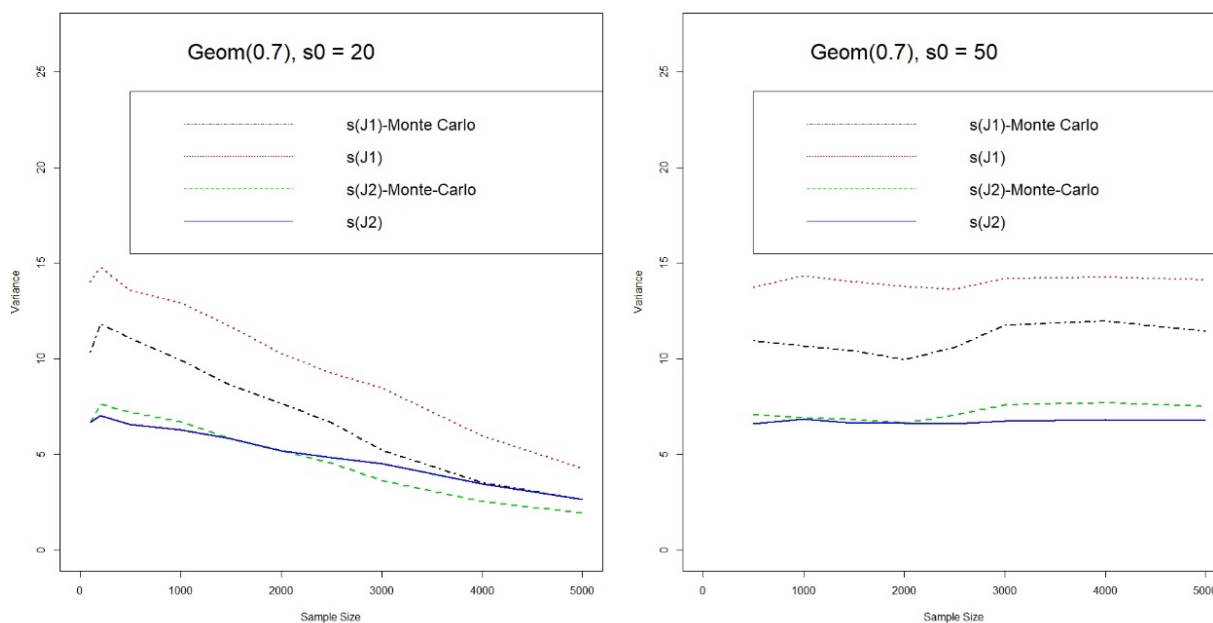 Geom(0.7), s0 = 20
s(J1)-Monte Carlo
s(J1)
s(J2)-Monte-Carlo
s(J2)
25
20
15
10
5
0
Variance
0 1000 2000 3000 4000 5000
Sample Size
Geom(0.7), s0 = 50
s(J1)-Monte Carlo
s(J1)
s(J2)-Monte-Carlo
s(J2)
25
20
15
10
5
0
Variance
0 1000 2000 3000 4000 5000
Sample Size